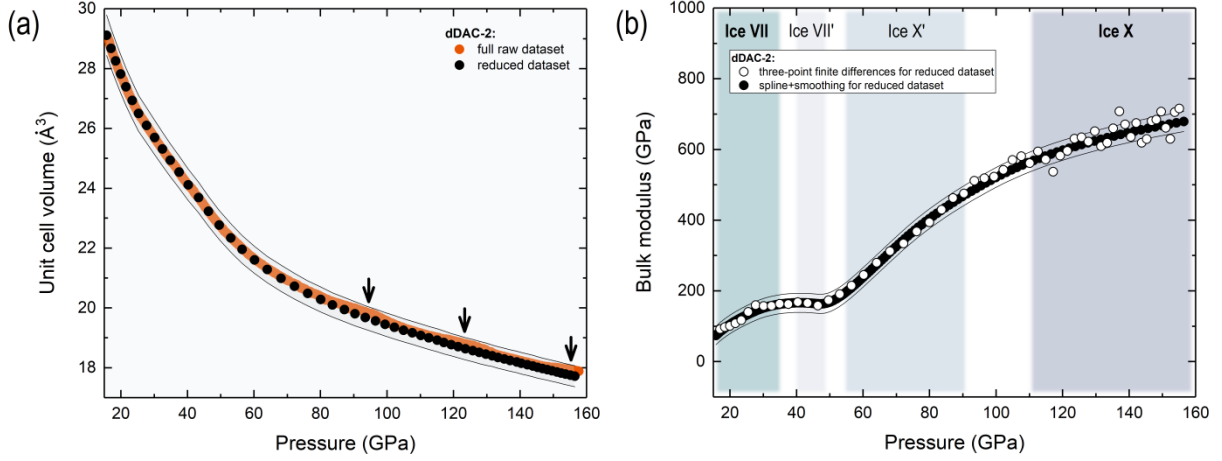 (a)
30
28
26
24
22
20
18
Unit cell volume (Å³)
dDAC-2:
full raw dataset
reduced dataset
20 40 60 80 100 120 140 160
Pressure (GPa)
(b)
1000
800
600
400
200
0
Bulk modulus (GPa)
Ice VII Ice VII' Ice X' Ice X
dDAC-2:
three-point finite differences for reduced dataset
spline+smoothing for reduced dataset
20 40 60 80 100 120 140 160
Pressure (GPa)